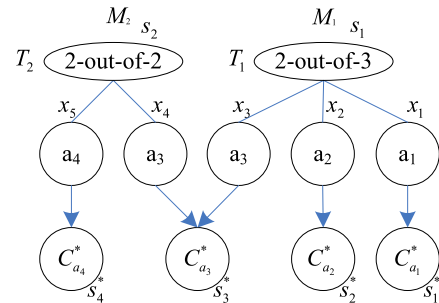 M₂ s₂ M₁ s₁
T₂ 2-out-of-2 T₁ 2-out-of-3
x₅ x₄ x₃ x₂ x₁
a₄ a₃ a₃ a₂ a₁
C*ₐ₄ C*ₐ₃ C*ₐ₂ C*ₐ₁
s*₄ s*₃ s*₂ s*₁